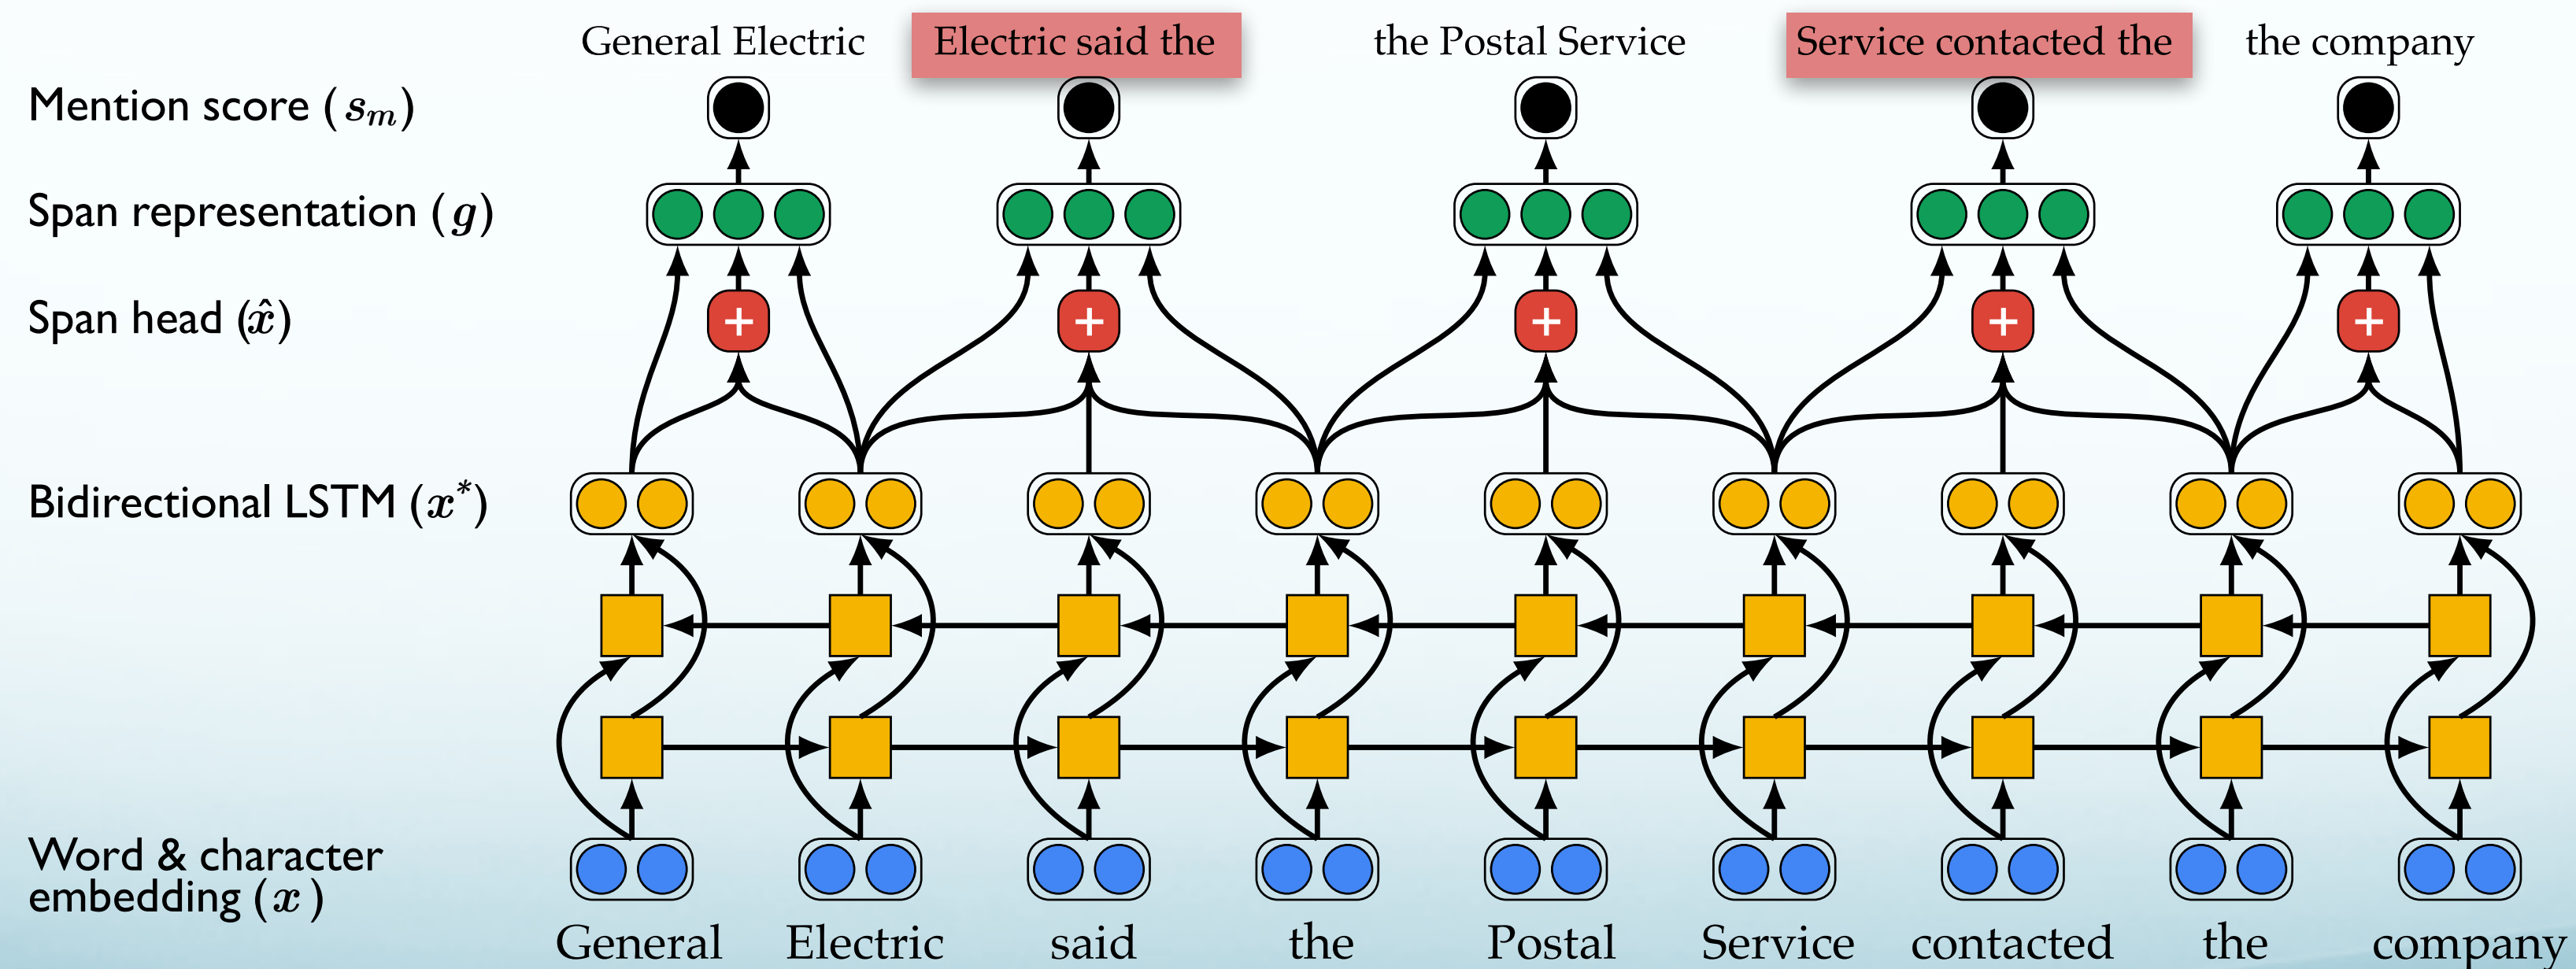 General Electric Electric said the the Postal Service Service contacted the the company
Mention score (sm)
Span representation (g)
Span head (x̂)
+ + + + +
Bidirectional LSTM (x*)
Word & character
embedding (x)
General Electric said the Postal Service contacted the company